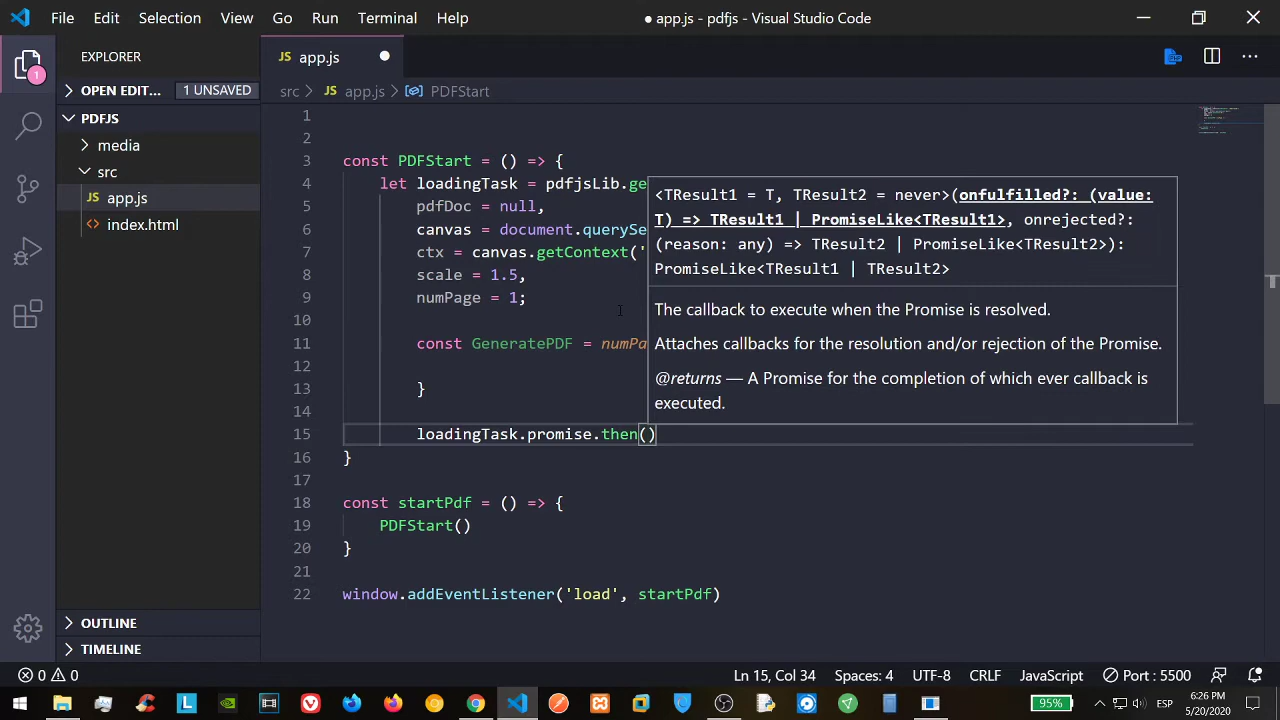 File Edit Selection View Go Run Terminal Help ● app.js - pdfjs - Visual Studio Code
EXPLORER
JS app.js
OPEN EDIT... 1 UNSAVED
src > JS app.js > PDFStart
PDFJS
media
src
JS app.js
<> index.html
OUTLINE
TIMELINE
1
1
2
3 const PDFStart = () => {
4 let loadingTask = pdfjsLib.ge
5 pdfDoc = null,
6 canvas = document.querySe
7 ctx = canvas.getContext('
8 scale = 1.5,
9 numPage = 1;
10
11 const GeneratePDF = numPa
12
13 }
14
15 loadingTask.promise.then()
16 }
17
18 const startPdf = () => {
19 PDFStart()
20 }
21
22 window.addEventListener('load', startPdf)
<TResult1 = T, TResult2 = never>(onfulfilled?: (value:
T) => TResult1 | PromiseLike<TResult1>, onrejected?:
(reason: any) => TResult2 | PromiseLike<TResult2>):
PromiseLike<TResult1 | TResult2>
The callback to execute when the Promise is resolved.
Attaches callbacks for the resolution and/or rejection of the Promise.
@returns — A Promise for the completion of which ever callback is
executed.
0 0 Ln 15, Col 34 Spaces: 4 UTF-8 CRLF JavaScript Port : 5500
95% ESP 6:26 PM
5/20/2020